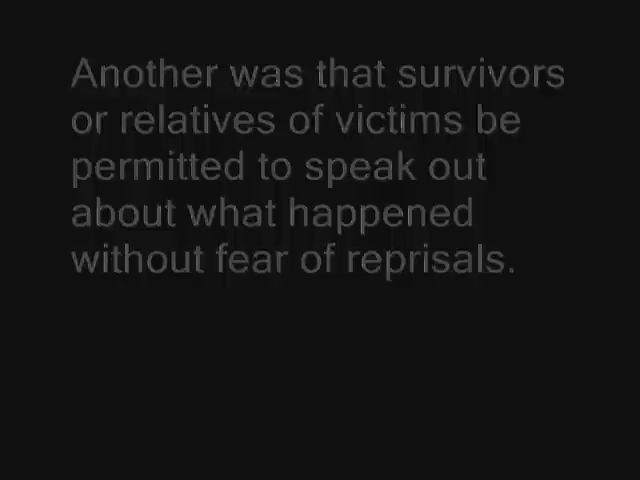 Another was that survivors
or relatives of victims be
permitted to speak out
about what happened
without fear of reprisals.